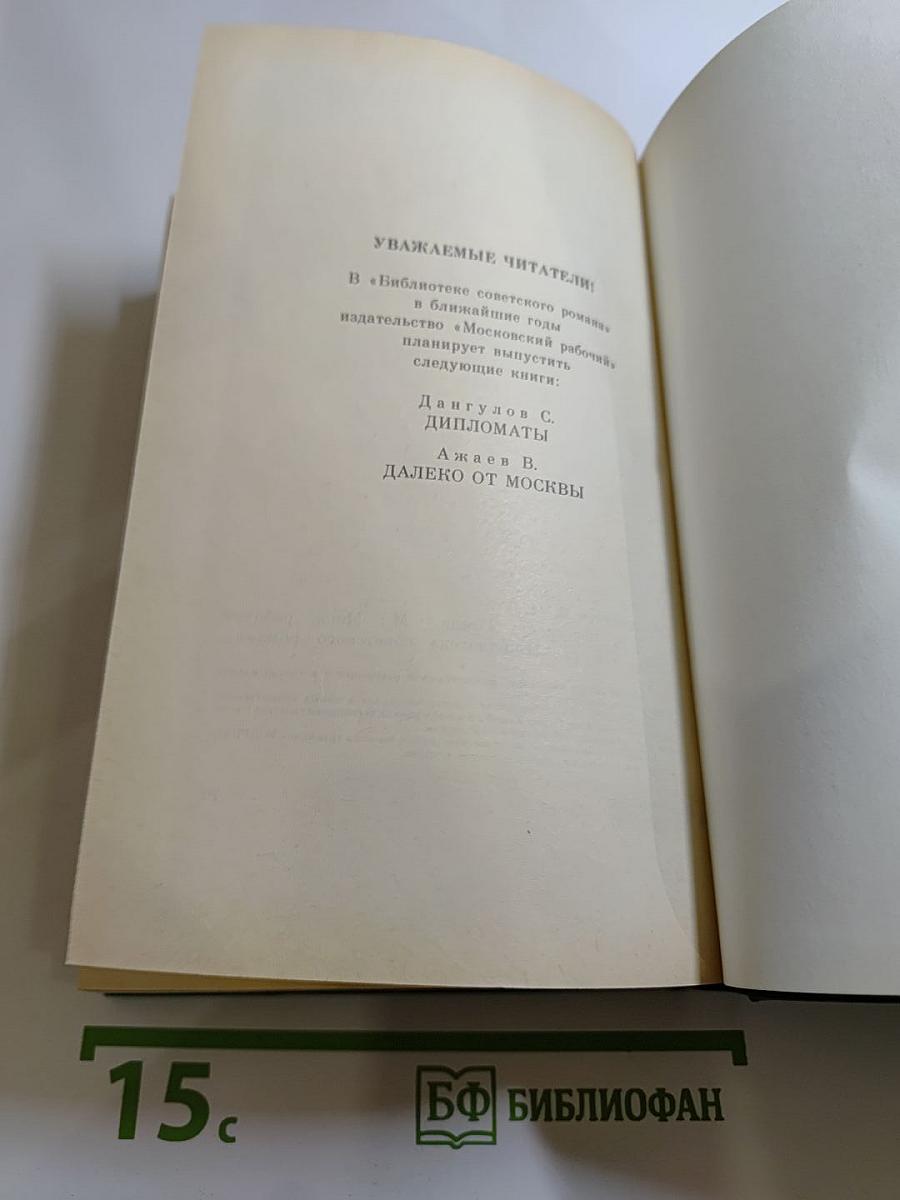 УВАЖАЕМЫЕ ЧИТАТЕЛИ!
В «Библиотеке советского романа»
в ближайшие годы
издательство «Московский рабочий»
планирует выпустить
следующие книги:
Дангулов С.
ДИПЛОМАТЫ
Ажаев В.
ДАЛЕКО ОТ МОСКВЫ
15 с
БФ БИБЛИОФАН